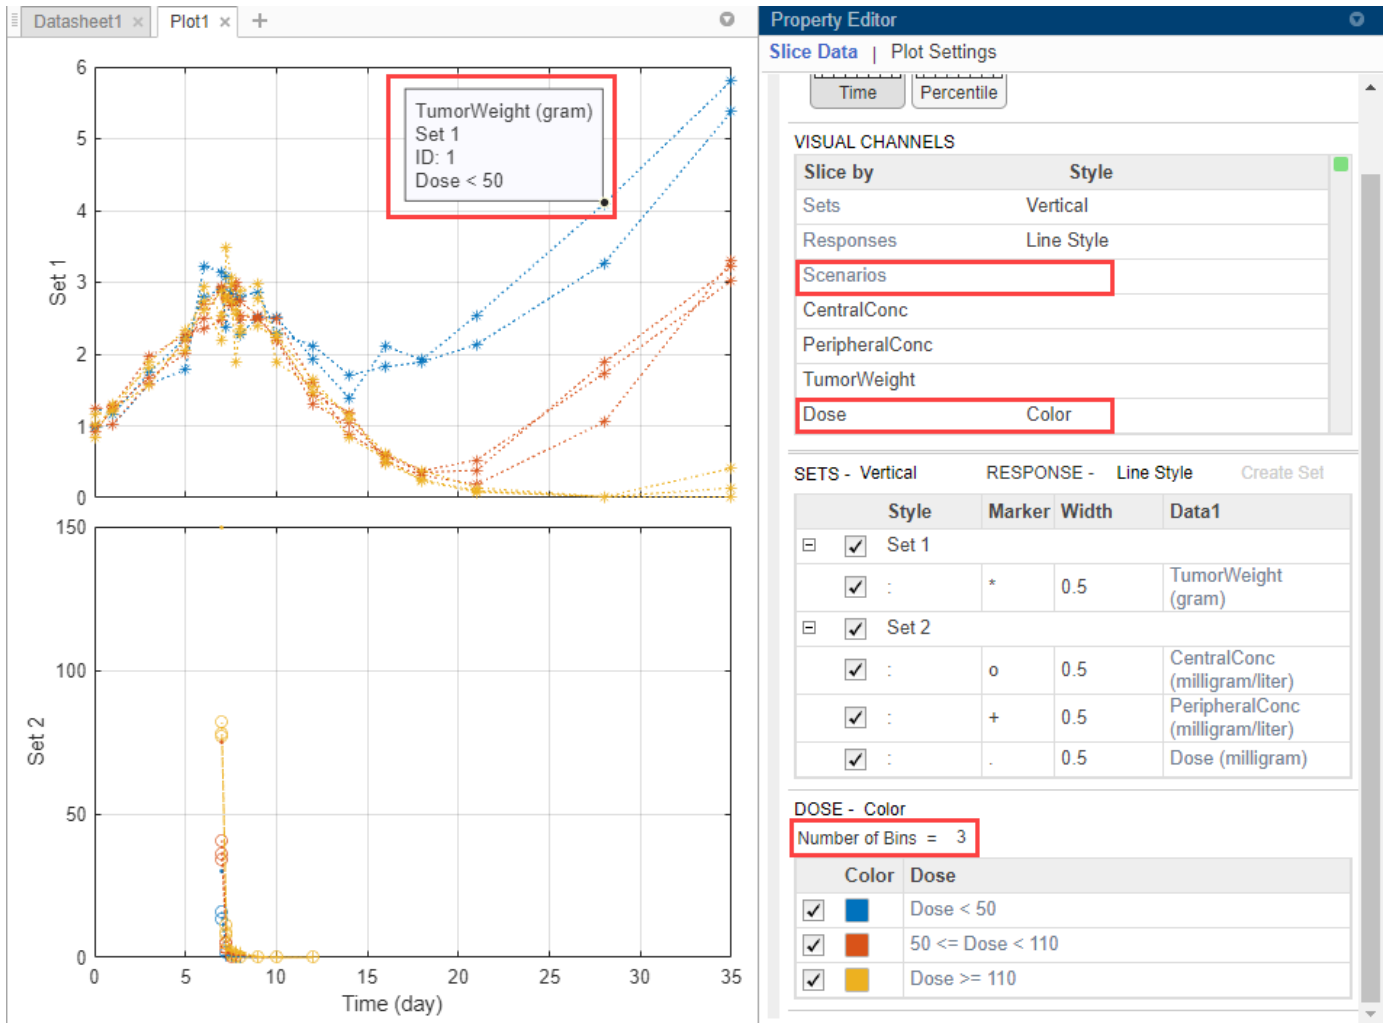 Datasheet1 ×
Plot1 ×
+
6
5
4
3
2
1
0
Set 1
TumorWeight (gram)
Set 1
ID: 1
Dose < 50
150
100
50
0
Set 2
0 5 10 15 20 25 30 35
Time (day)
Property Editor
Slice Data | Plot Settings
Time Percentile
VISUAL CHANNELS
Slice by Style
Sets Vertical
Responses Line Style
Scenarios
CentralConc
PeripheralConc
TumorWeight
Dose Color
SETS - Vertical RESPONSE - Line Style Create Set
Style Marker Width Data1
Set 1
: * 0.5 TumorWeight
(gram)
Set 2
: o 0.5 CentralConc
(milligram/liter)
: + 0.5 PeripheralConc
(milligram/liter)
: . 0.5 Dose (milligram)
DOSE - Color
Number of Bins = 3
Color Dose
Dose < 50
50 <= Dose < 110
Dose >= 110